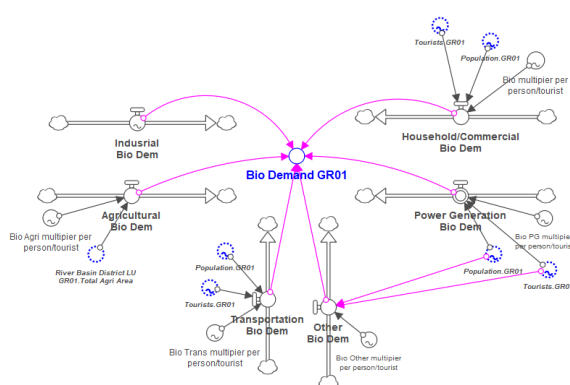 Tourists.GR01
Population.GR01
Bio multipier per
person/tourist
Indusrial
Bio Dem
Household/Commercial
Bio Dem
Bio Demand GR01
Agricultural
Bio Dem
Power Generation
Bio Dem
Bio Agri multipier per
person/tourist
Bio PG multipier per
person/tourist
River Basin District LU
GR01.Total Agri Area
Population.GR01
Population.GR01
Tourists.GR01
Tourists.GR01
Transportation
Bio Dem
Other
Bio Dem
Bio Trans multipier per
person/tourist
Bio Other multipier
per person/tourist